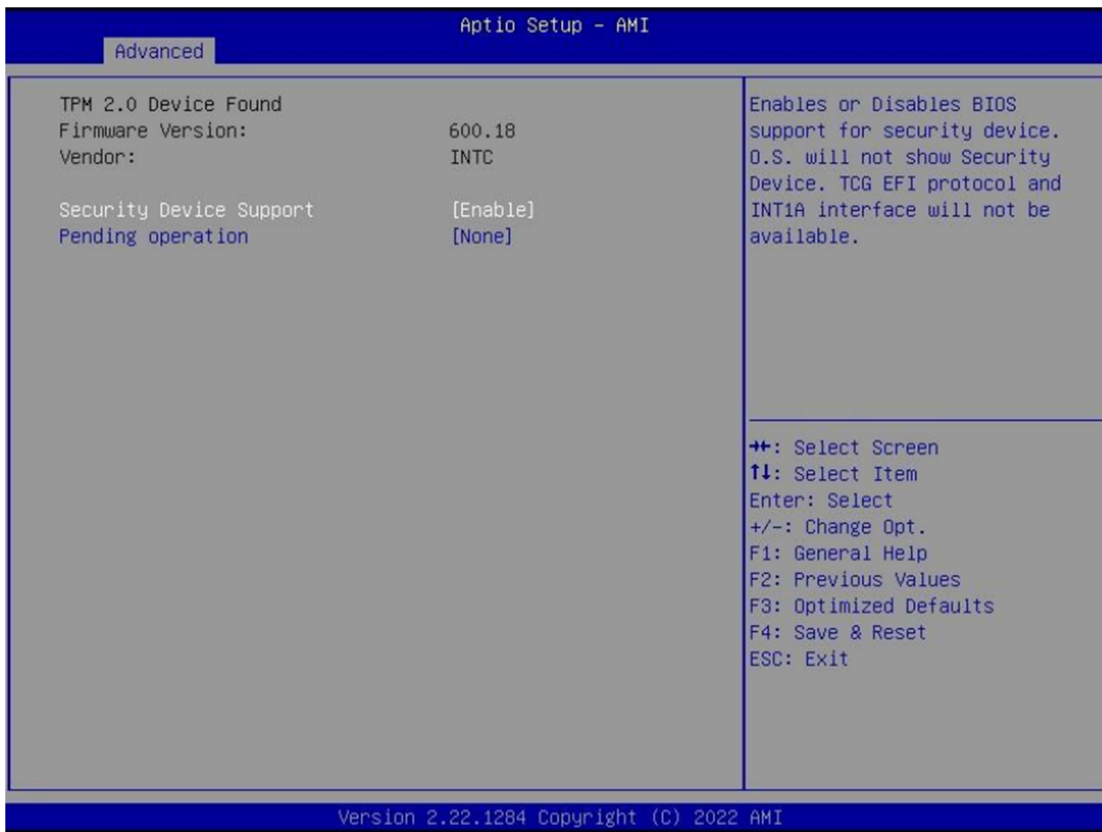 Aptio Setup - AMI
Advanced
TPM 2.0 Device Found
Firmware Version: 600.18
Vendor: INTC
Security Device Support [Enable]
Pending operation [None]
Enables or Disables BIOS
support for security device.
O.S. will not show Security
Device. TCG EFI protocol and
INT1A interface will not be
available.
→←: Select Screen
↑↓: Select Item
Enter: Select
+/-: Change Opt.
F1: General Help
F2: Previous Values
F3: Optimized Defaults
F4: Save & Reset
ESC: Exit
Version 2.22.1284 Copyright (C) 2022 AMI